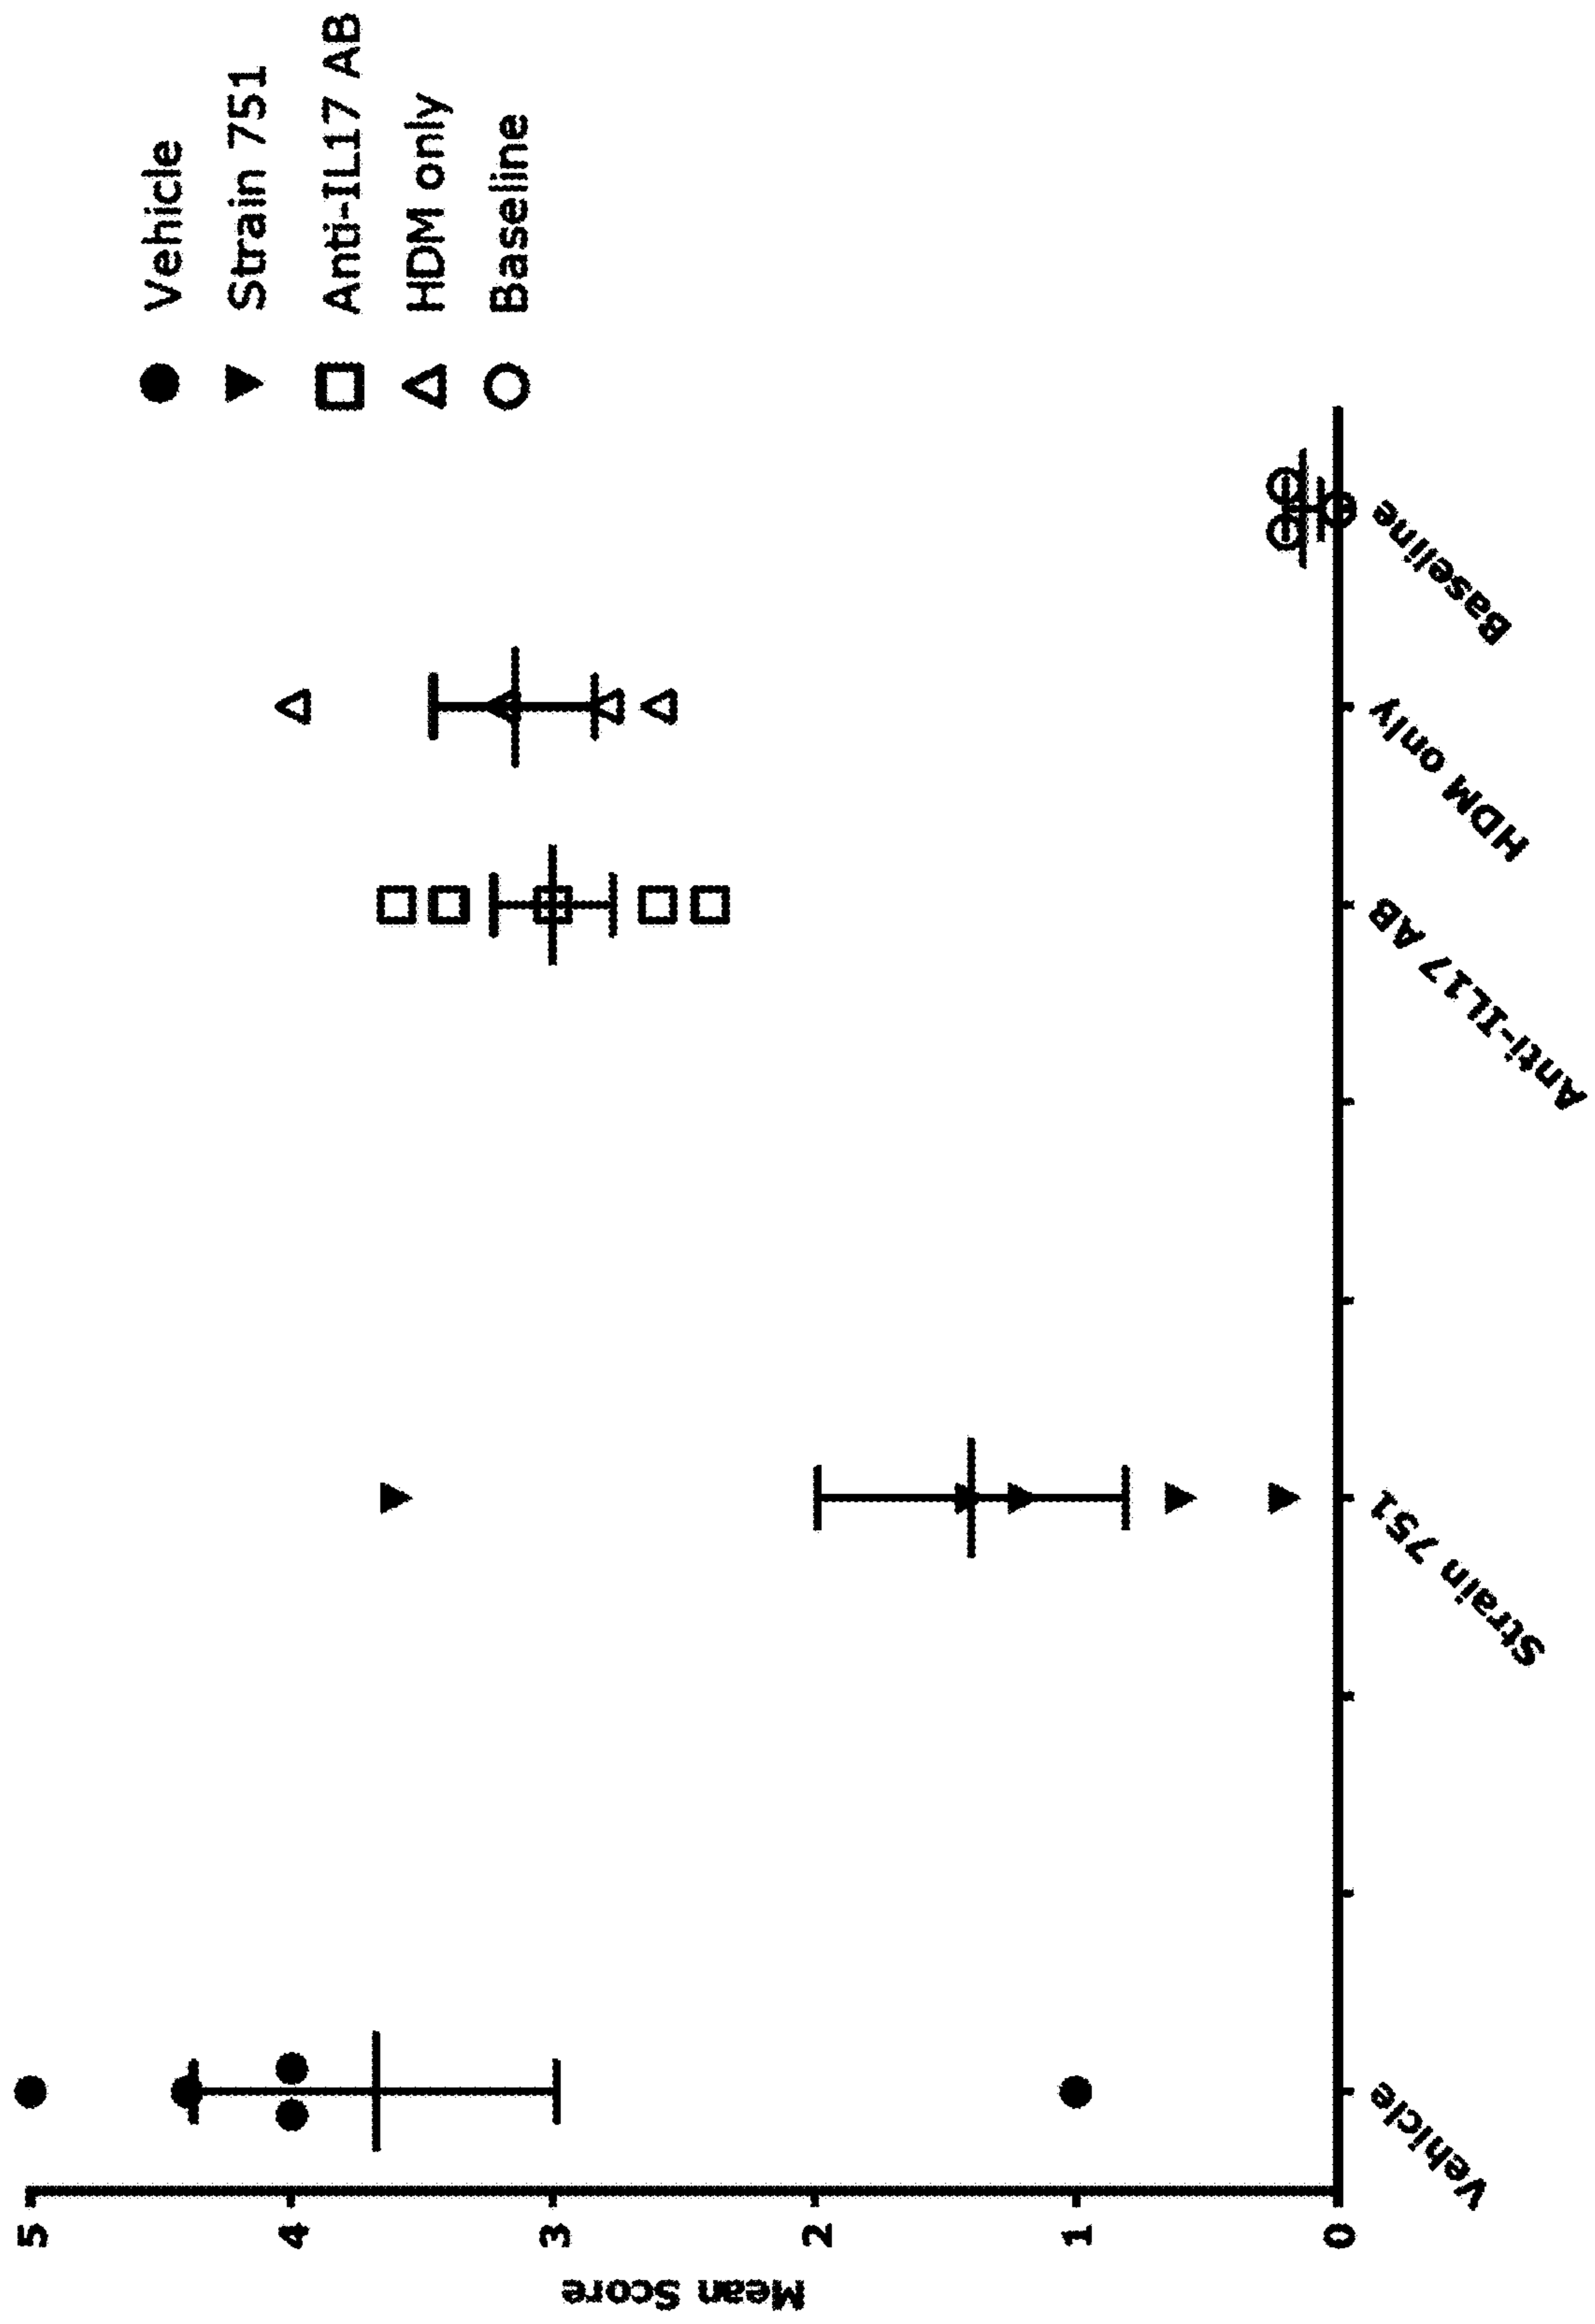 Mean Score
5
4
3
2
1
0
Vehicle
Strain 751
Anti-IL17 AB
HDM only
Baseline
Vehicle
Strain 751
Anti-IL17 AB
HDM only
Baseline